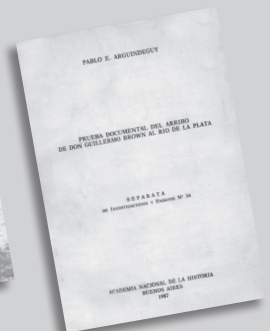 PABLO E. ARGUINDEGUY
PRUEBA DOCUMENTAL DEL ARRIBO
DE DON GUILLERMO BROWN AL RIO DE LA PLATA
SEPARATA
DE INVESTIGACIONES Y ENSAYOS Nº 34
ACADEMIA NACIONAL DE LA HISTORIA
BUENOS AIRES
1987